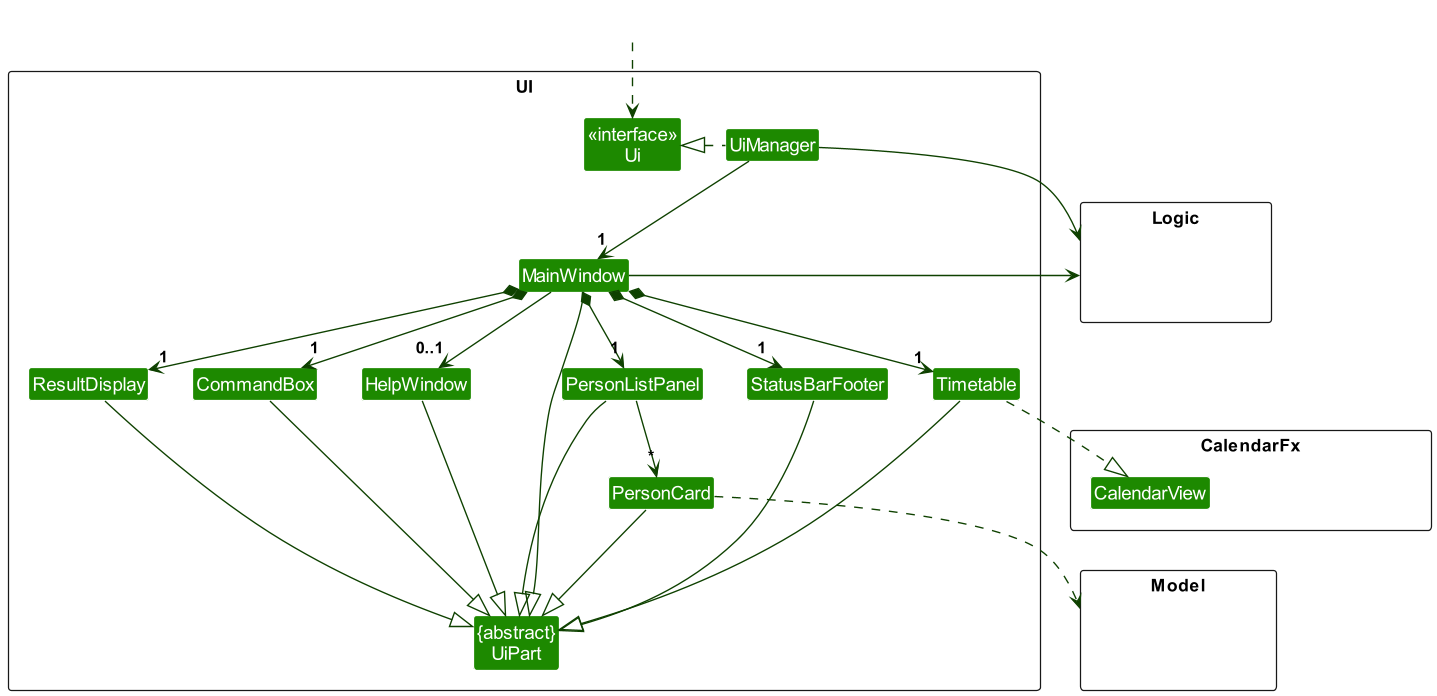 UI
«interface»
Ui
UiManager
Logic
1
MainWindow
1
1
0..1
1
1
1
ResultDisplay
CommandBox
HelpWindow
PersonListPanel
StatusBarFooter
Timetable
CalendarFx
*
PersonCard
CalendarView
Model
{abstract}
UiPart